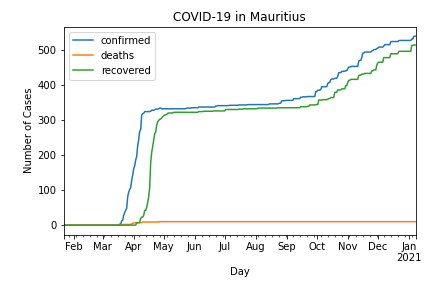 COVID-19 in Mauritius
confirmed
deaths
recovered
Number of Cases
500
400
300
200
100
0
Feb Mar Apr May Jun Jul Aug Sep Oct Nov Dec Jan
2021
Day